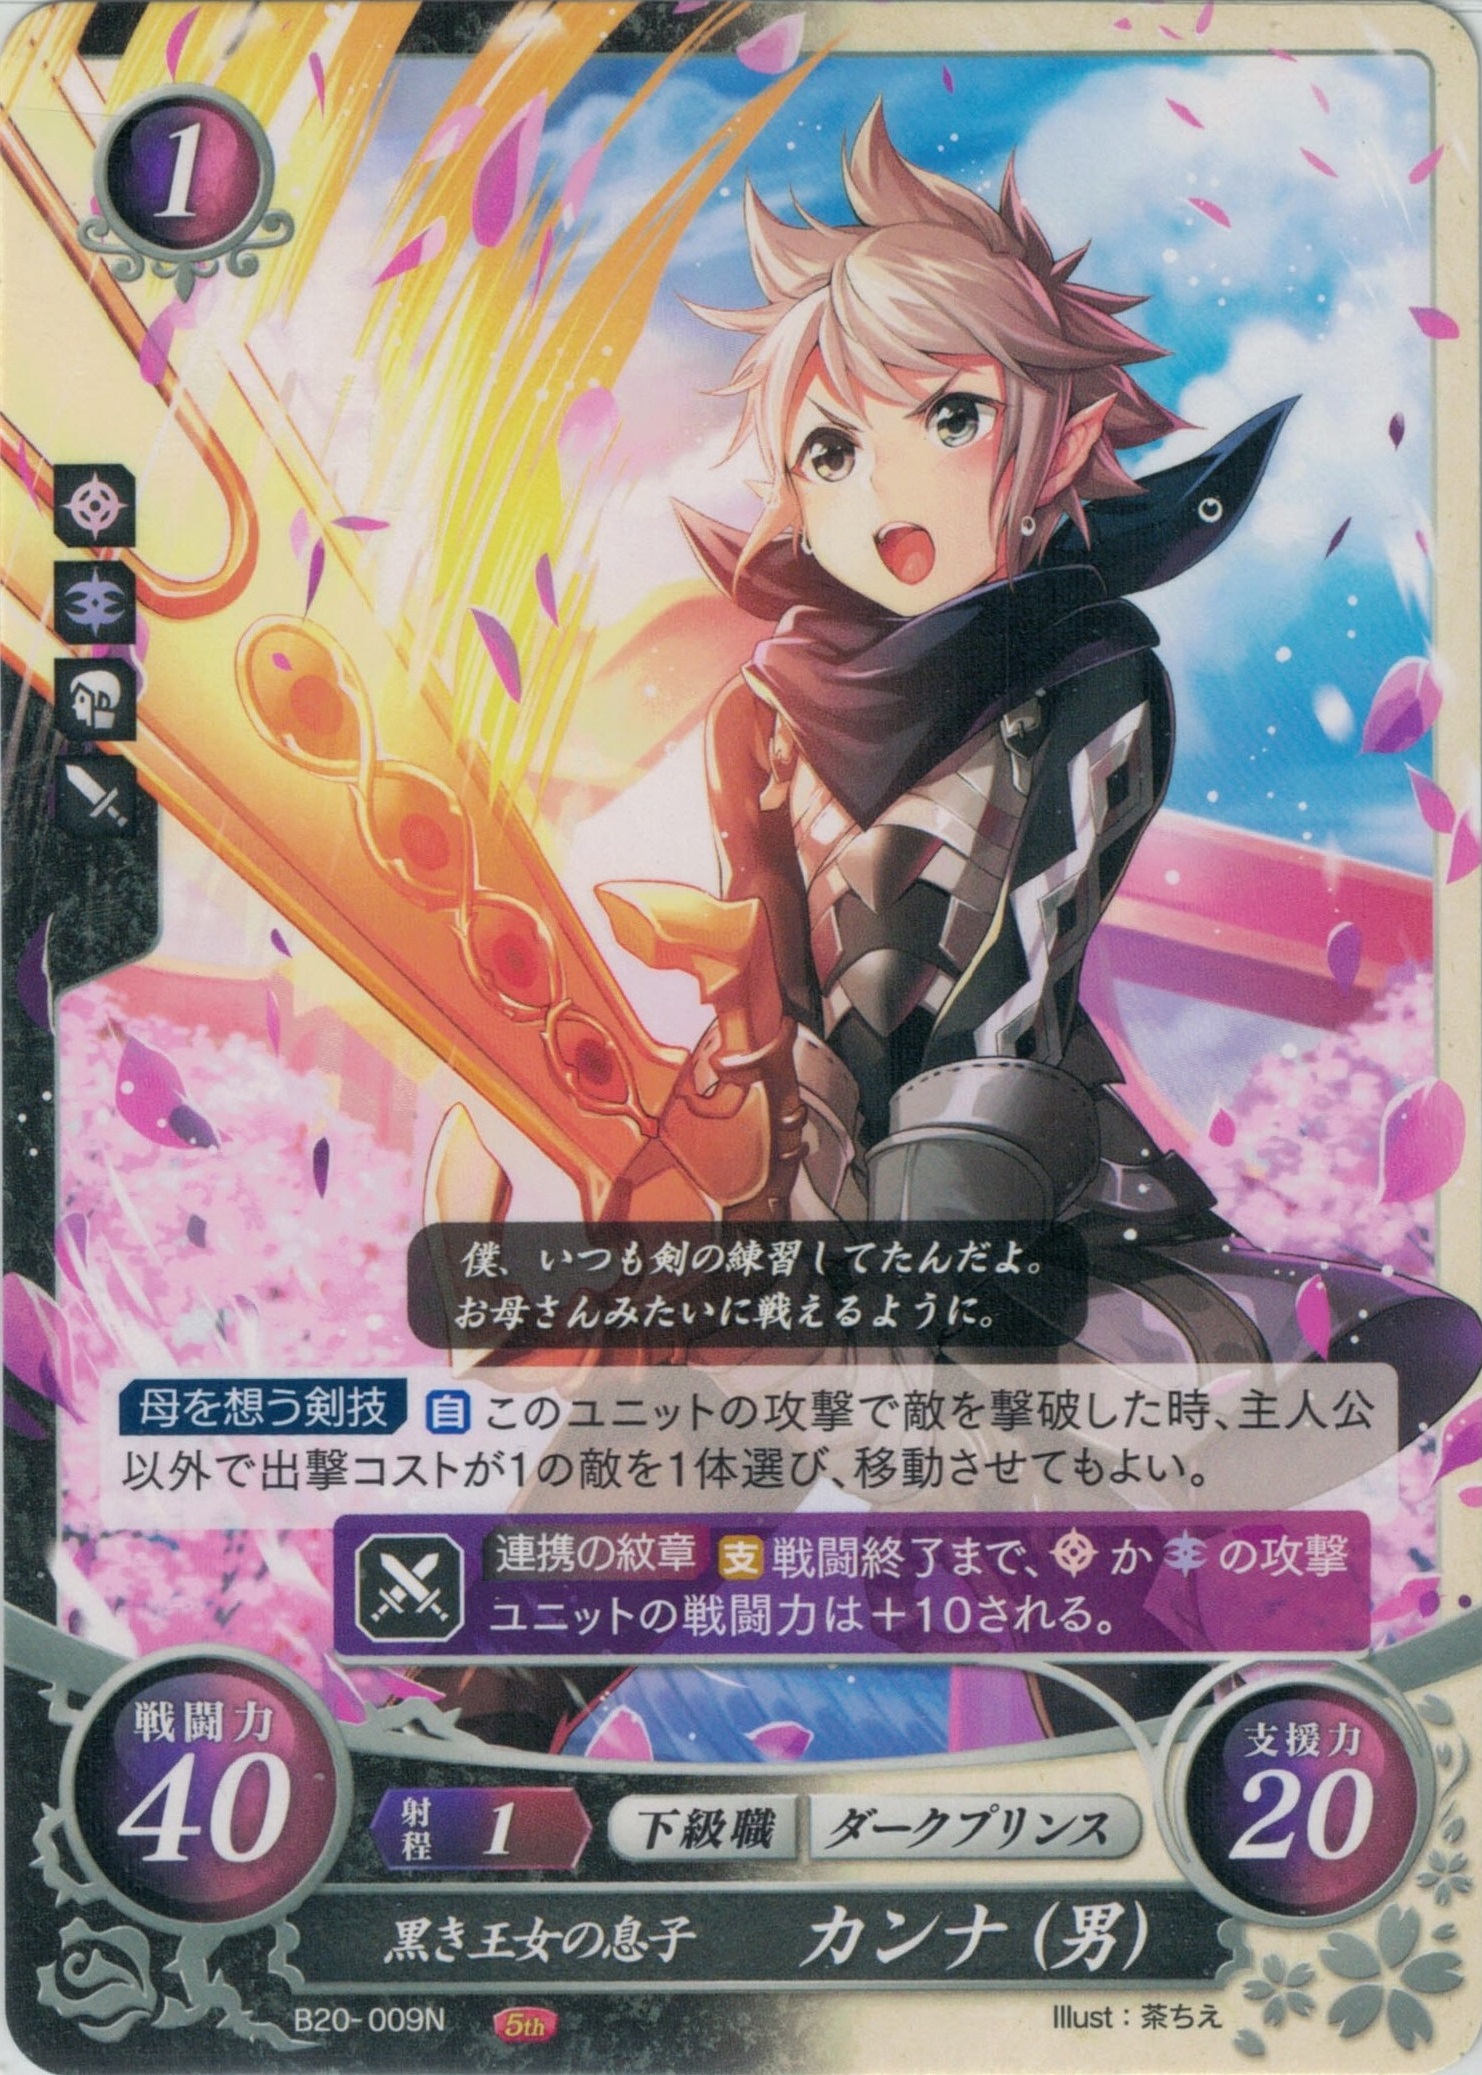 1
僕、いつも剣の練習してたんだよ。
お母さんみたいに戦えるように。
母を想う剣技 自 このユニットの攻撃で敵を撃破した時、主人公
以外で出撃コストが1の敵を1体選び、移動させてもよい。
連携の紋章 支 戦闘終了まで、か の攻撃
ユニットの戦闘力は＋10される。
戦闘力
40
射程 1
下級職 ダークプリンス
支援力
20
黒き王女の息子 カンナ（男）
B20-009N 5th Illust：茶ちえ